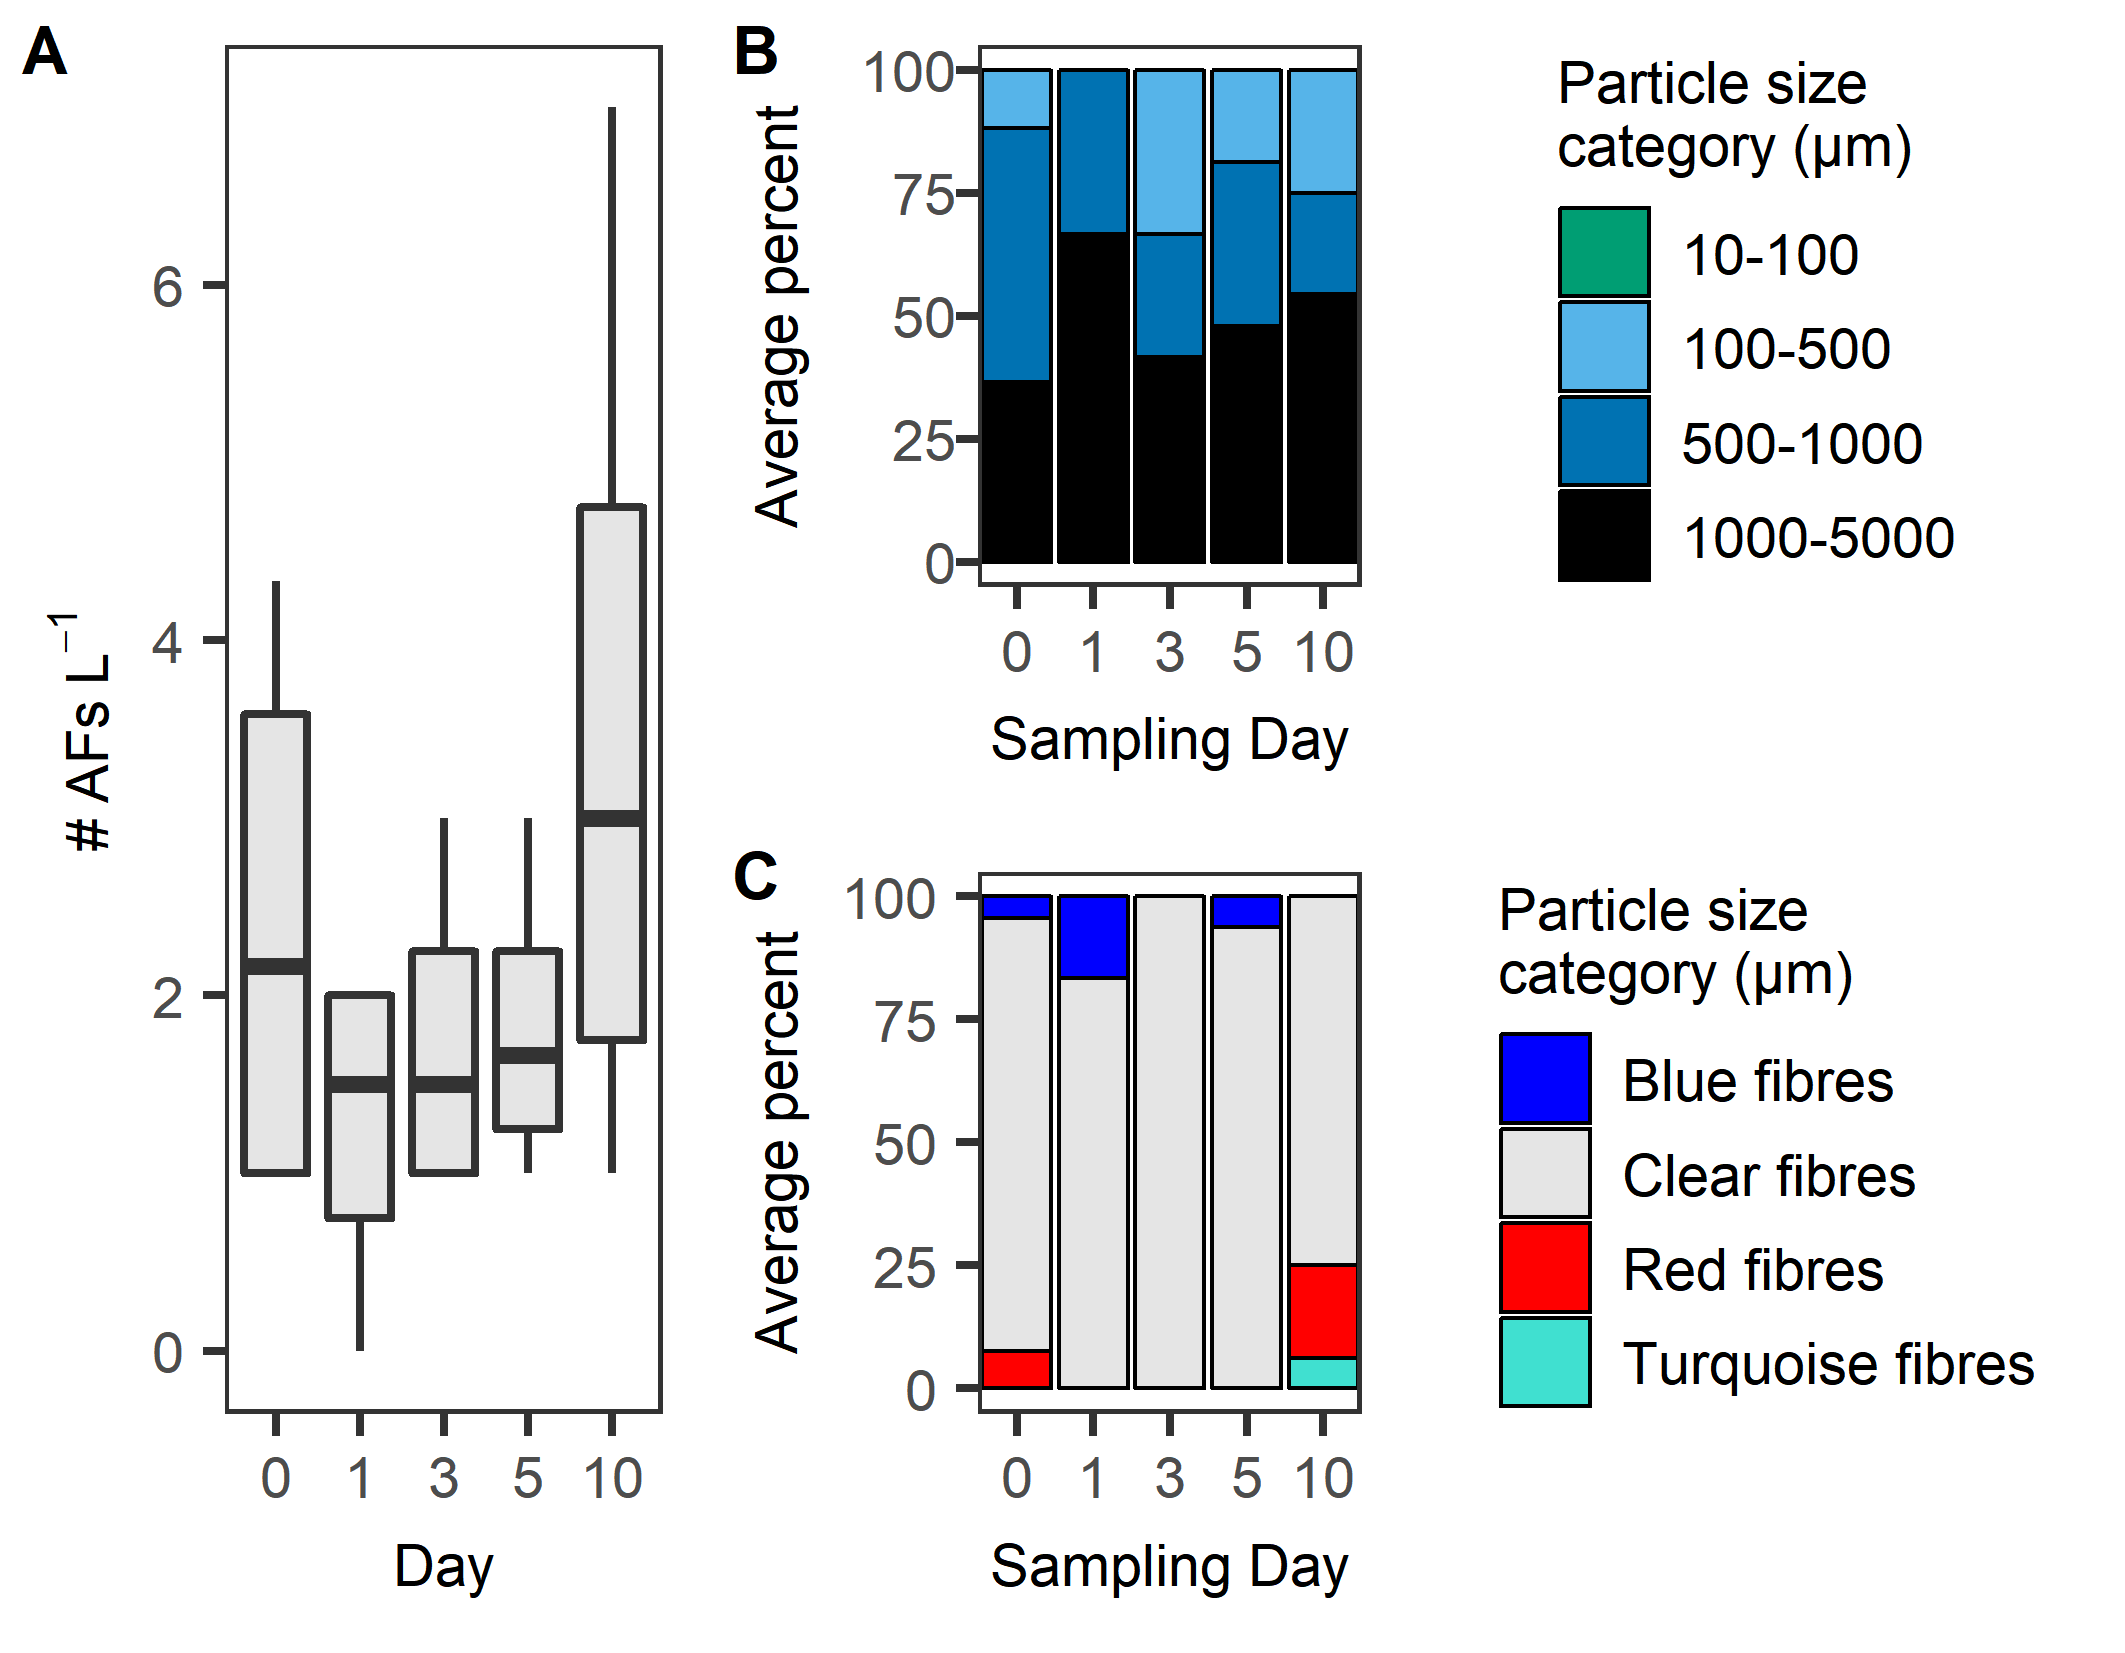 A
# AFs L⁻¹
6
4
2
0
0 1 3 5 10
Day
B
Average percent
100
75
50
25
0
0 1 3 5 10
Sampling Day
Particle size
category (µm)
10-100
100-500
500-1000
1000-5000
C
Average percent
100
75
50
25
0
0 1 3 5 10
Sampling Day
Particle size
category (µm)
Blue fibres
Clear fibres
Red fibres
Turquoise fibres